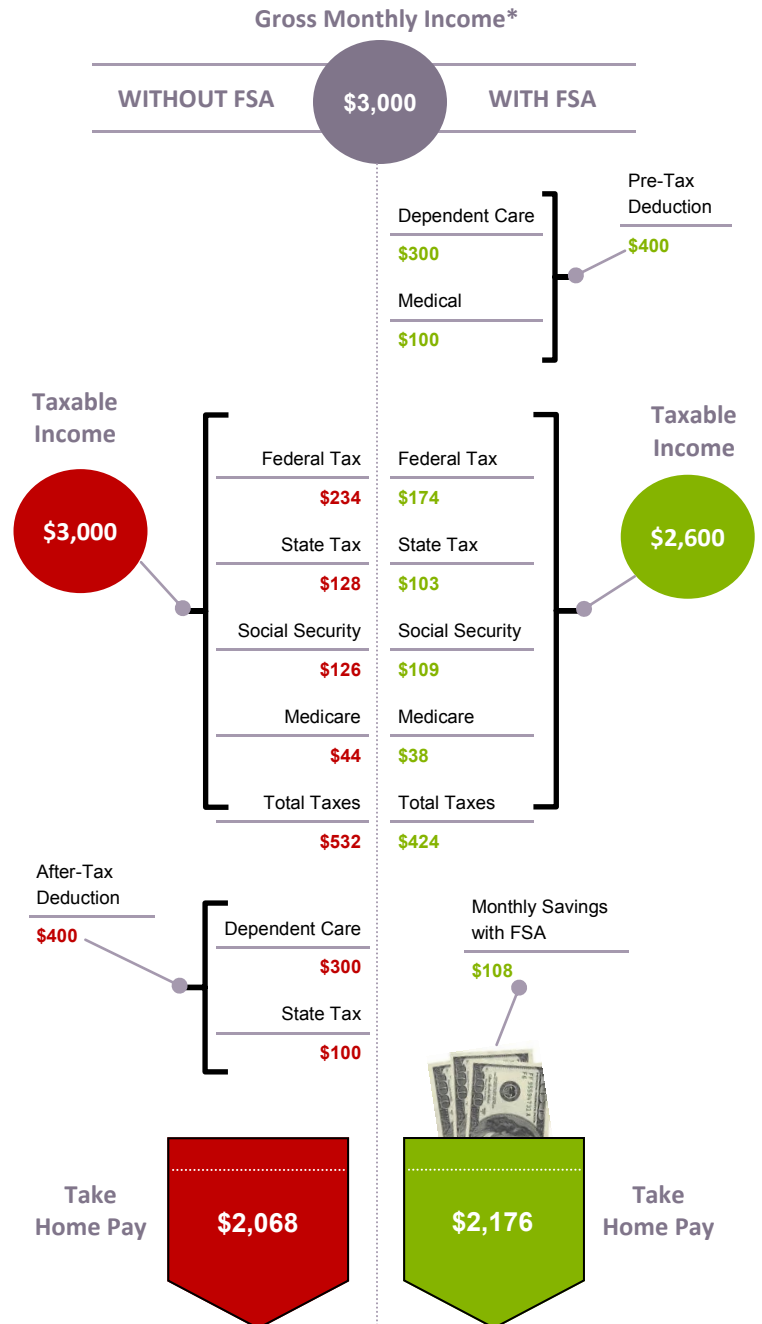 Gross Monthly Income*
WITHOUT FSA
$3,000
WITH FSA
Pre-Tax
Deduction
$400
Dependent Care
$300
Medical
$100
Taxable
Income
$3,000
Federal Tax
$234
State Tax
$128
Social Security
$126
Medicare
$44
Total Taxes
$532
Federal Tax
$174
State Tax
$103
Social Security
$109
Medicare
$38
Total Taxes
$424
Taxable
Income
$2,600
After-Tax
Deduction
$400
Dependent Care
$300
State Tax
$100
Monthly Savings
with FSA
$108
Take
Home Pay
$2,068
$2,176
Take
Home Pay